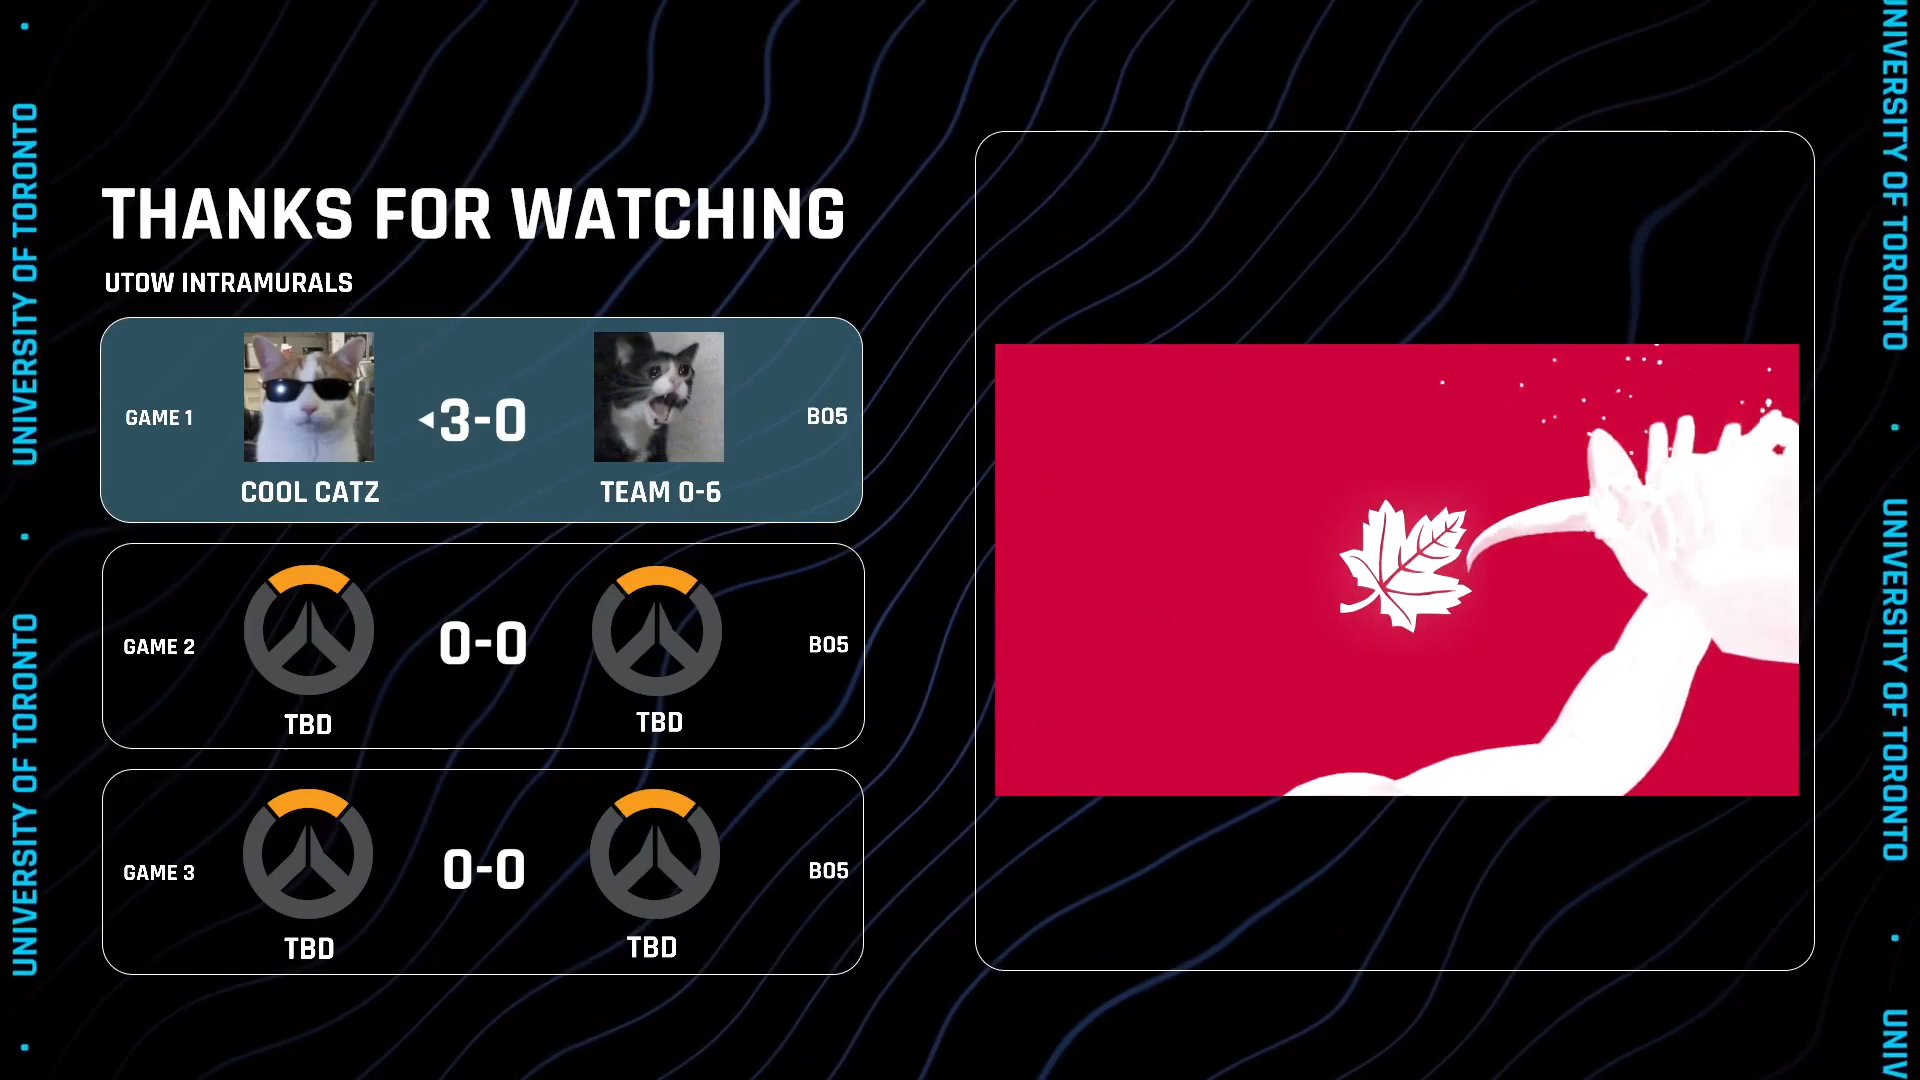 THANKS FOR WATCHING
UTOW INTRAMURALS
GAME 1
3-0
BO5
COOL CATZ
TEAM 0-6
GAME 2
0-0
BO5
TBD
TBD
GAME 3
0-0
BO5
TBD
TBD
UNIVERSITY OF TORONTO
UNIVERSITY OF TORONTO
UNIVERSITY OF TORONTO
UNIVERSITY OF TORONTO
UNIV